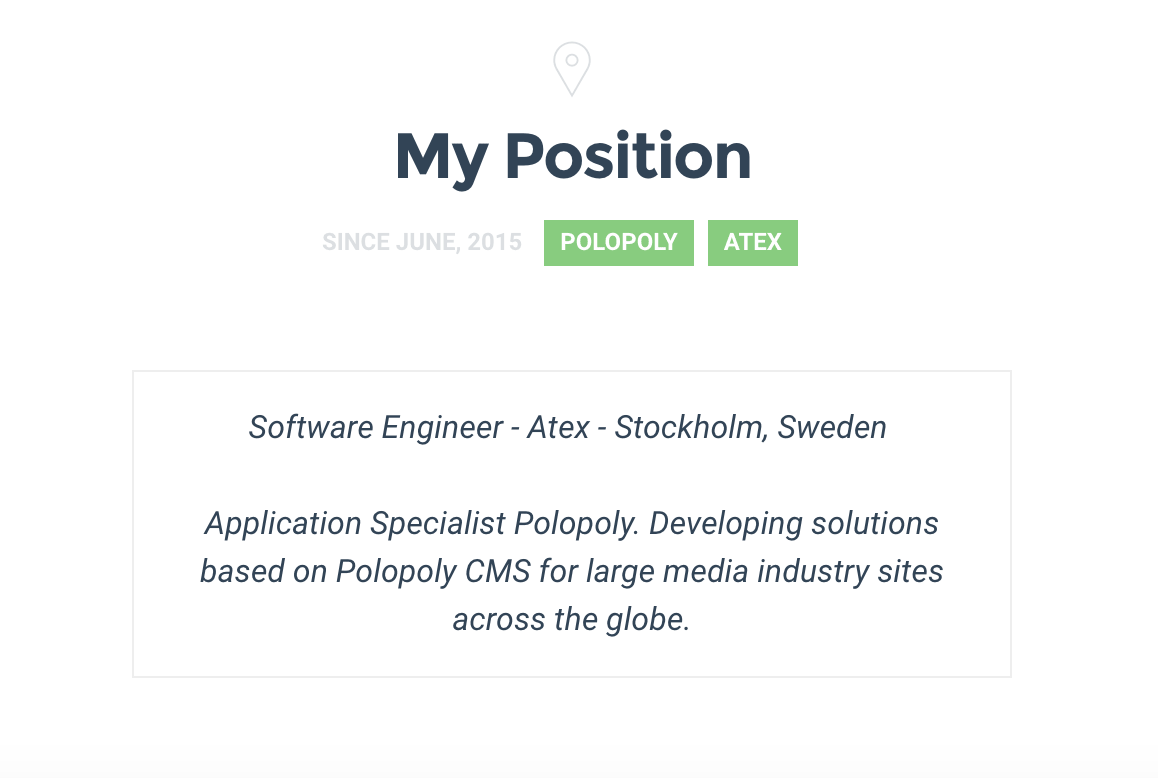 My Position
SINCE JUNE, 2015 POLOPOLY ATEX
Software Engineer - Atex - Stockholm, Sweden
Application Specialist Polopoly. Developing solutions
based on Polopoly CMS for large media industry sites
across the globe.